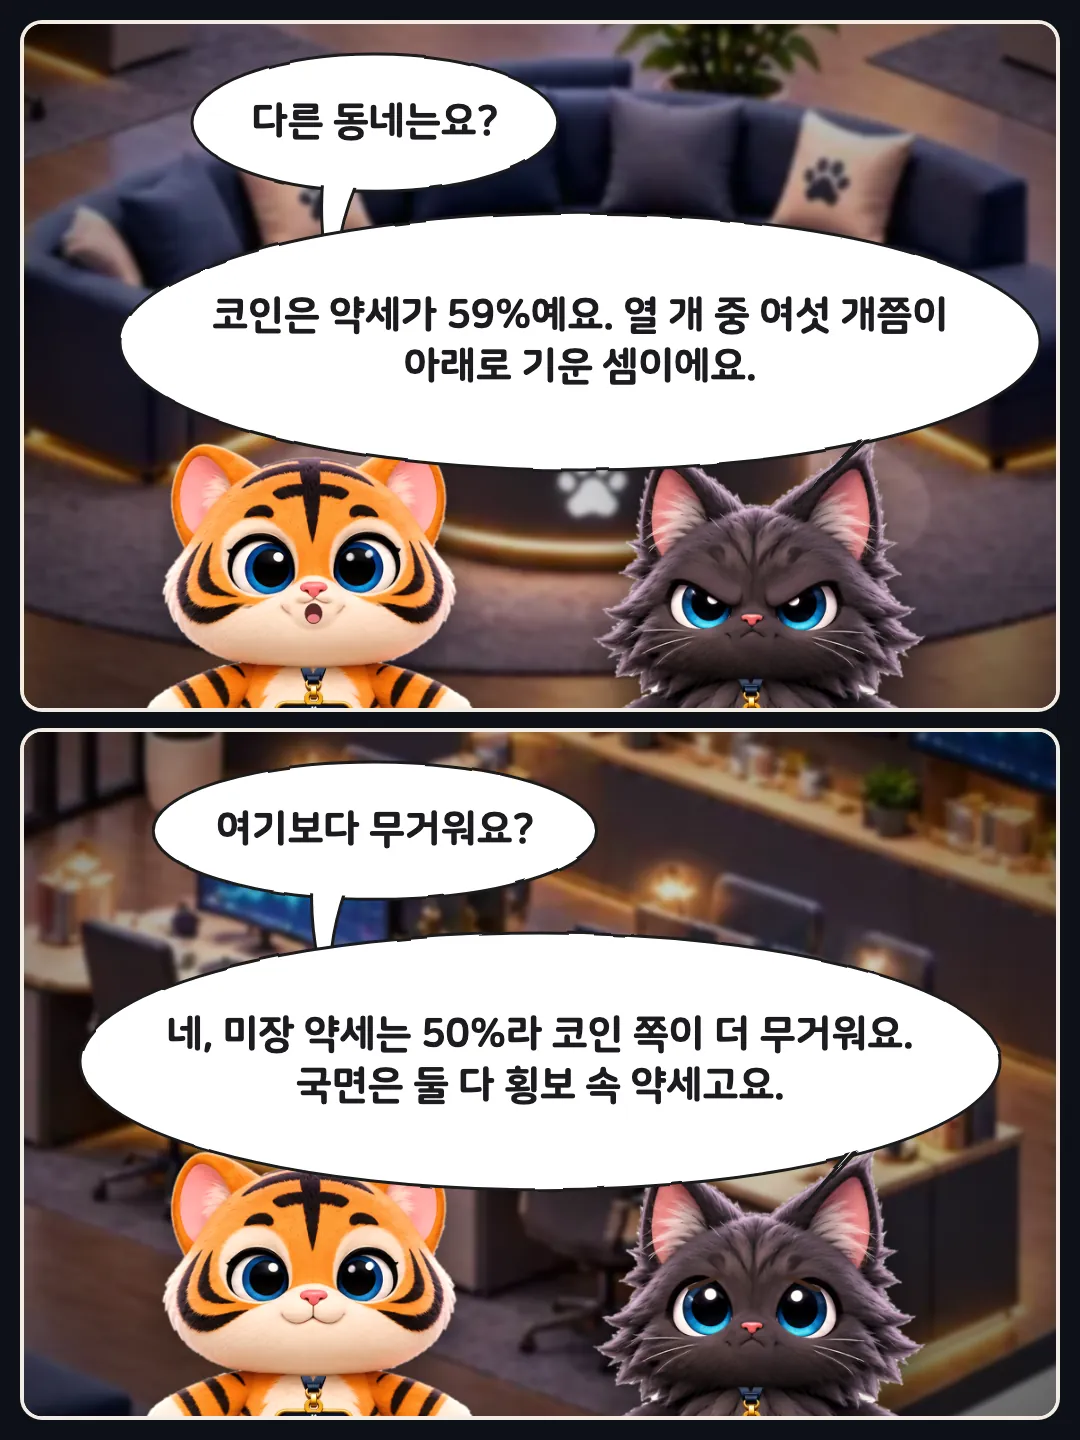 다른 동네는요?
코인은 약세가 59%예요. 열 개 중 여섯 개쯤이
아래로 기운 셈이에요.
여기보다 무거워요?
네, 미장 약세는 50%라 코인 쪽이 더 무거워요.
국면은 둘 다 횡보 속 약세고요.